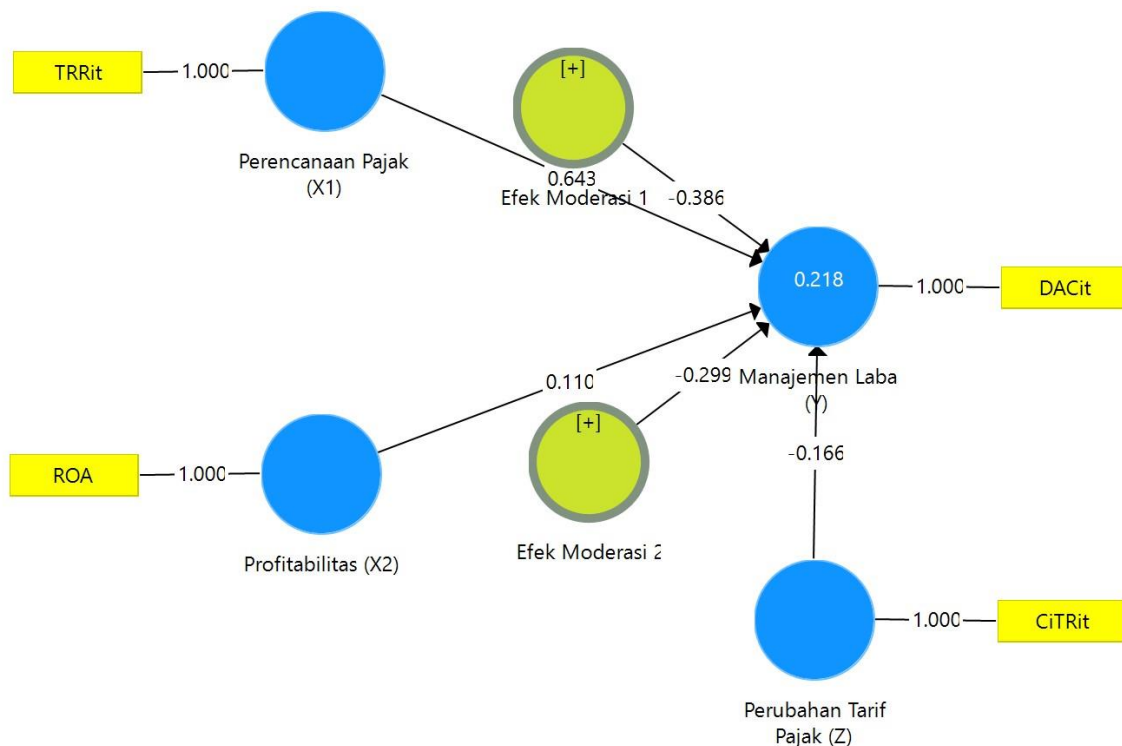 [+]
TRRit
1.000
Perencanaan Pajak
(X1)
0.643
Efek Moderasi 1
-0.386
0.218
1.000
DACit
Manajemen Laba
(Y)
0.110
-0.299
[+]
-0.166
ROA
1.000
Profitabilitas (X2)
Efek Moderasi 2
1.000
CiTRit
Perubahan Tarif
Pajak (Z)